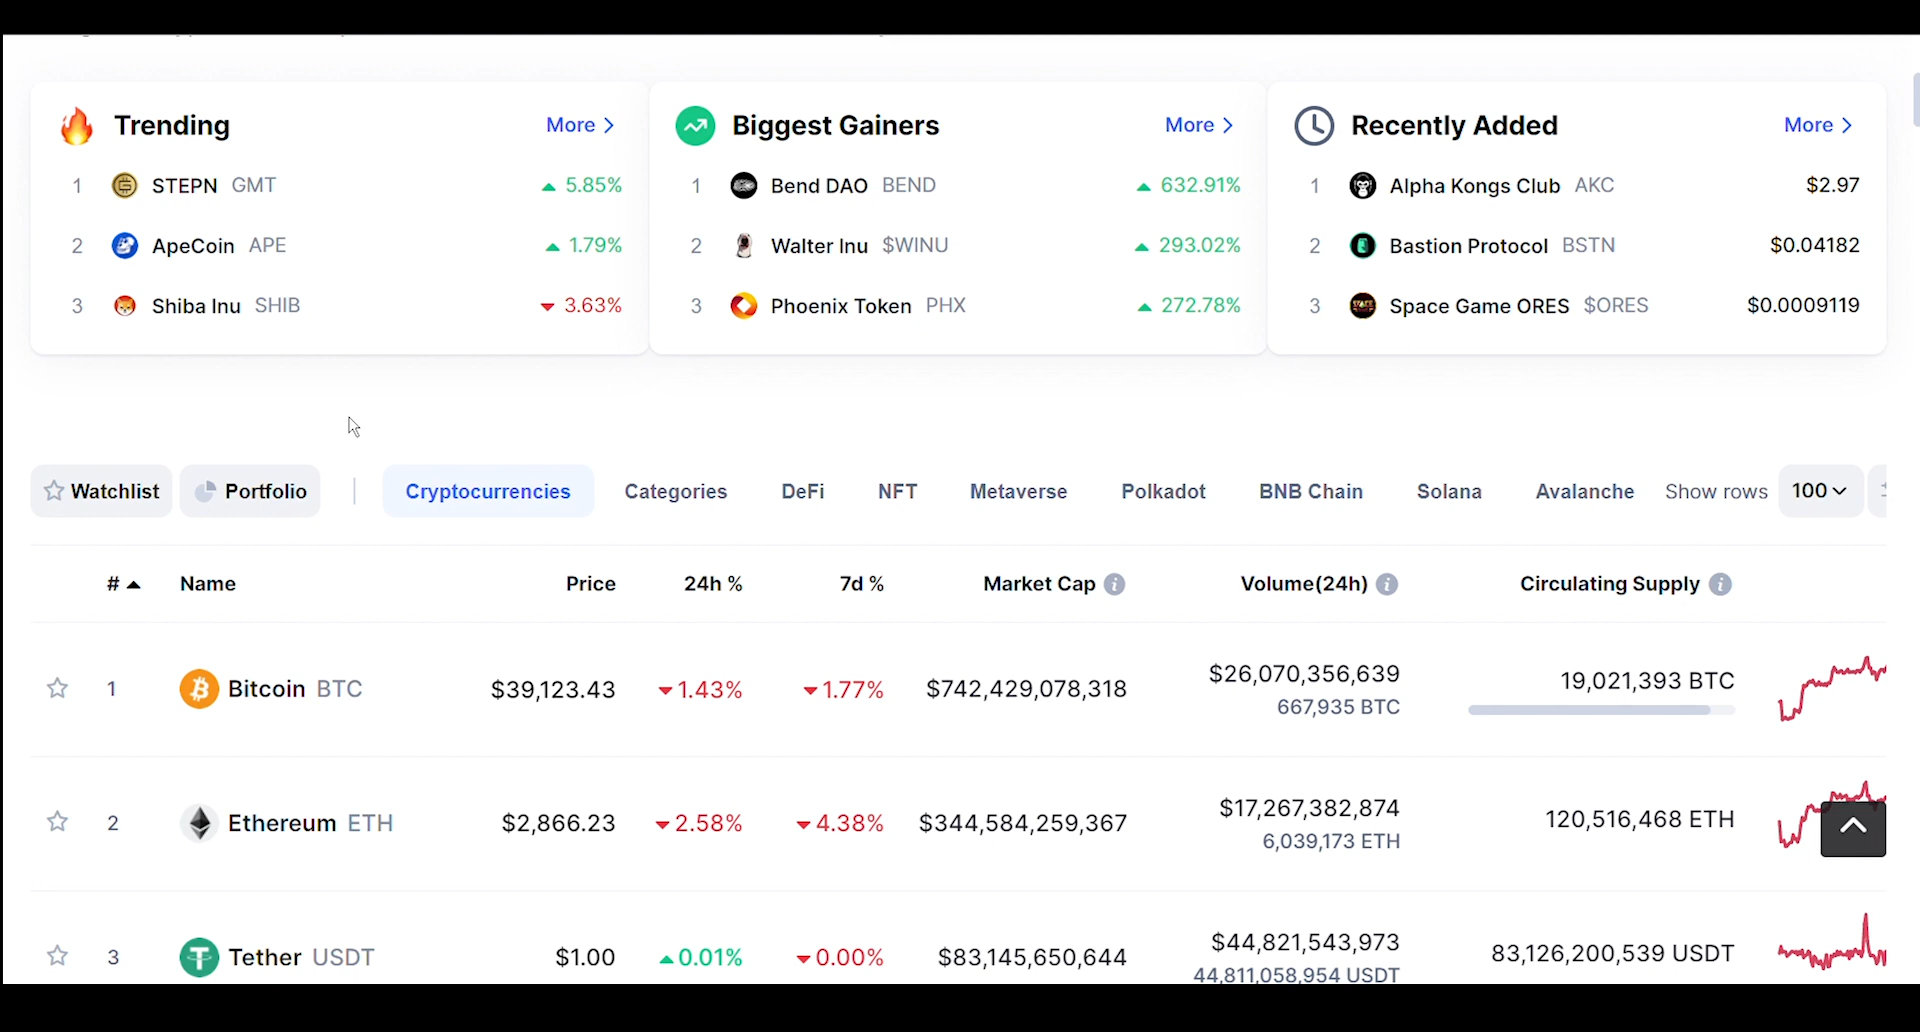 Trending
More
1 STEPN GMT 5.85%
2 ApeCoin APE 1.79%
3 Shiba Inu SHIB 3.63%
Biggest Gainers
More
1 Bend DAO BEND 632.91%
2 Walter Inu $WINU 293.02%
3 Phoenix Token PHX 272.78%
Recently Added
More
1 Alpha Kongs Club AKC $2.97
2 Bastion Protocol BSTN $0.04182
3 Space Game ORES $ORES $0.0009119
Watchlist Portfolio Cryptocurrencies Categories DeFi NFT Metaverse Polkadot BNB Chain Solana Avalanche Show rows 100
# Name Price 24h % 7d % Market Cap Volume(24h) Circulating Supply
1 Bitcoin BTC $39,123.43 1.43% 1.77% $742,429,078,318 $26,070,356,639 19,021,393 BTC
667,935 BTC
2 Ethereum ETH $2,866.23 2.58% 4.38% $344,584,259,367 $17,267,382,874 120,516,468 ETH
6,039,173 ETH
3 Tether USDT $1.00 0.01% 0.00% $83,145,650,644 $44,821,543,973 83,126,200,539 USDT
44,811,058,954 USDT